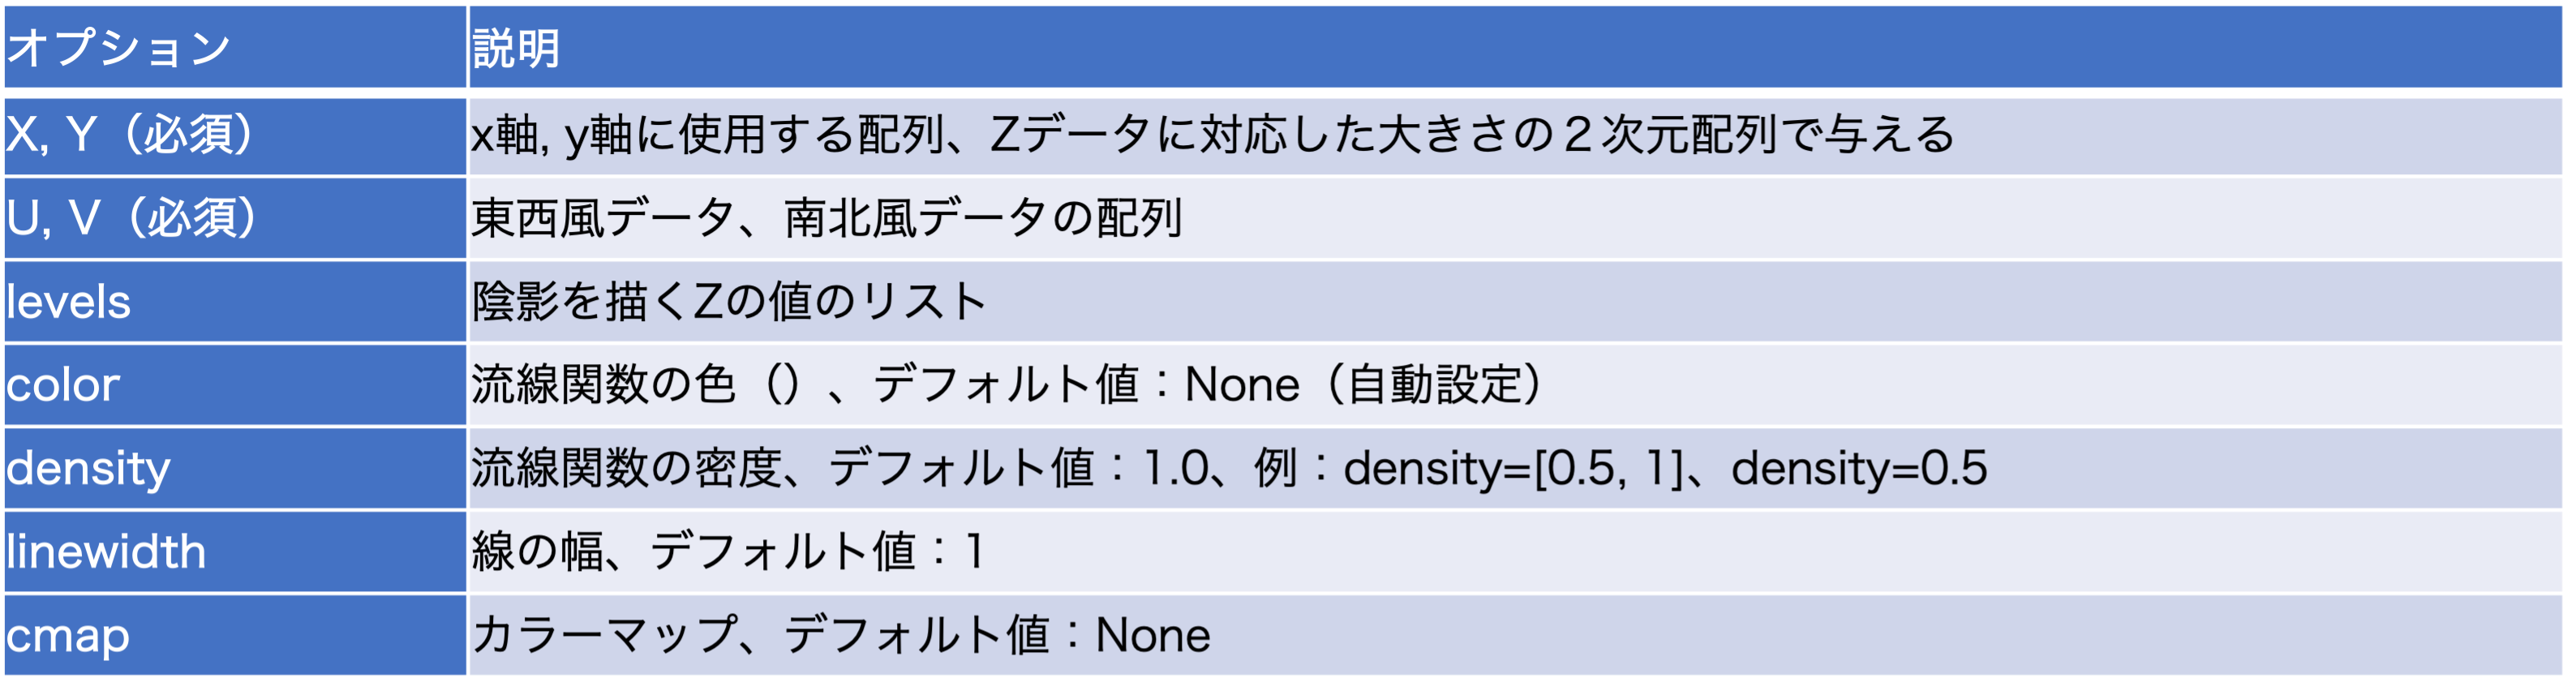 オプション 説明
X, Y（必須） x軸, y軸に使用する配列、Zデータに対応した大きさの２次元配列で与える
U, V（必須） 東西風データ、南北風データの配列
levels 陰影を描くZの値のリスト
color 流線関数の色（）、デフォルト値：None（自動設定）
density 流線関数の密度、デフォルト値：1.0、例：density=[0.5, 1]、density=0.5
linewidth 線の幅、デフォルト値：1
cmap カラーマップ、デフォルト値：None